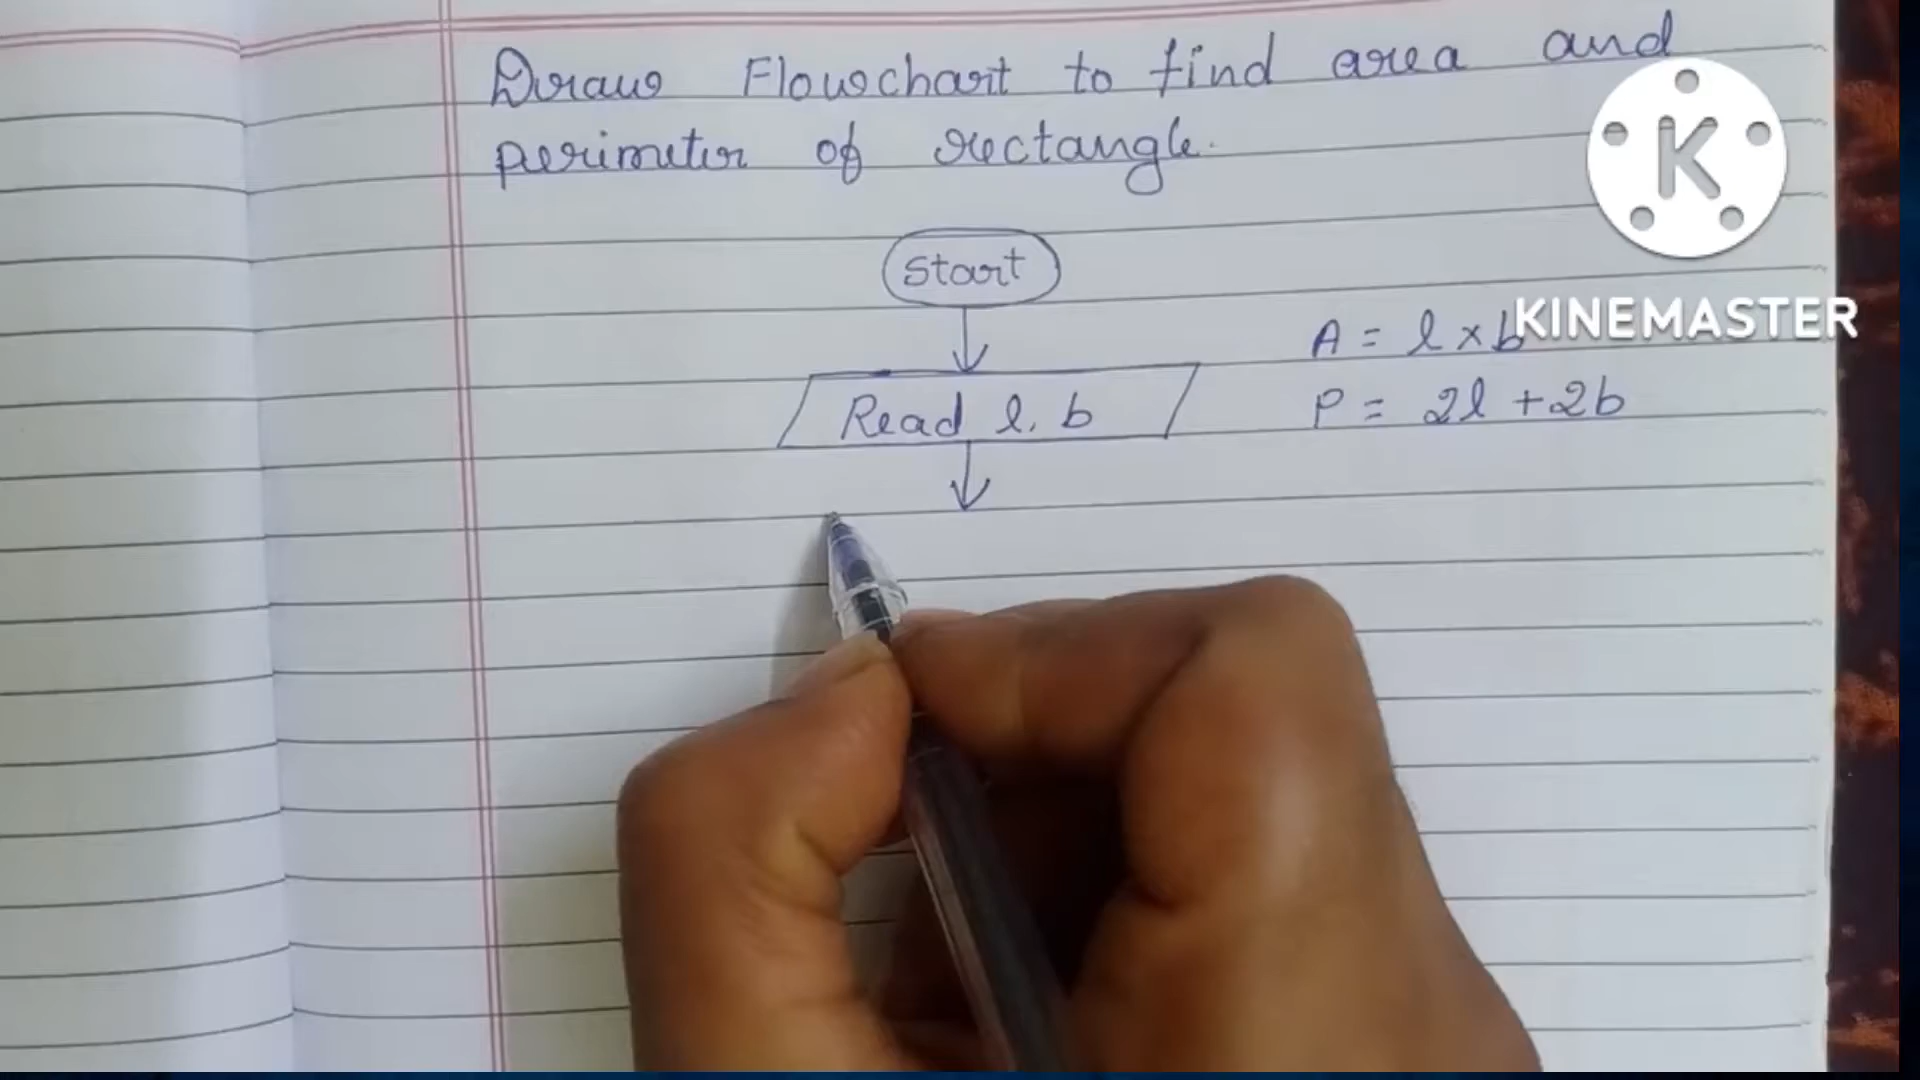 Draw Flowchart to find area and
perimeter of rectangle.
Start
A = l × b
KINEMASTER
Read l, b
P = 2l + 2b